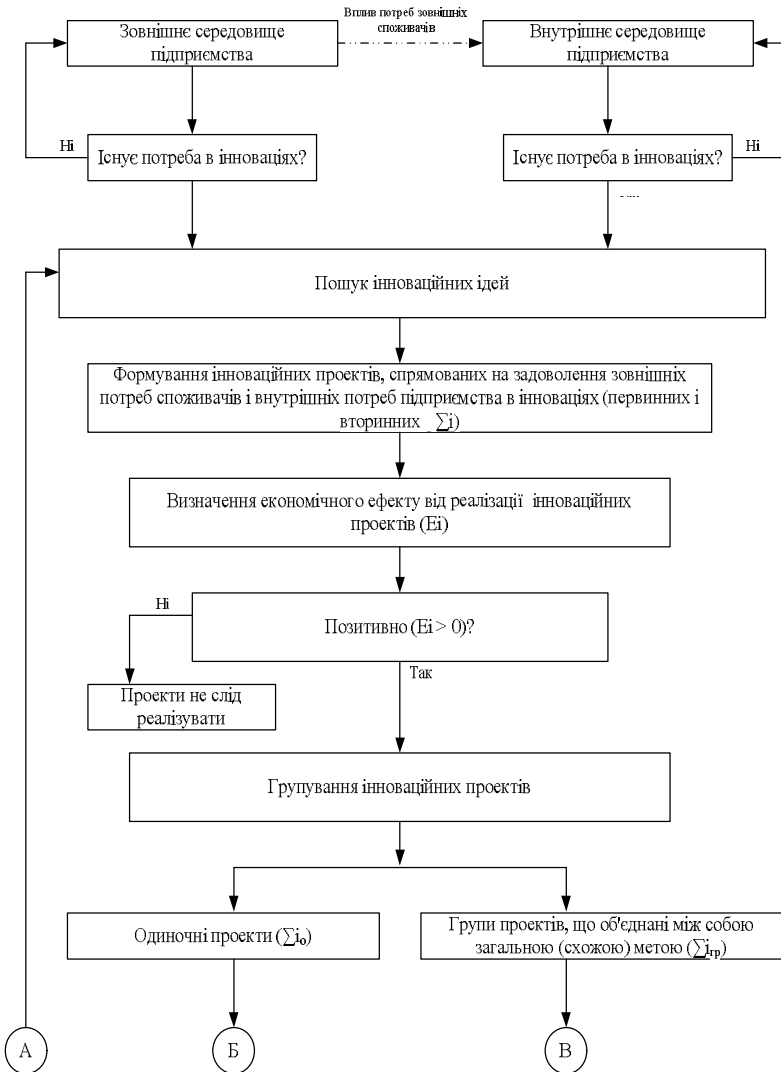 Вплив потреб зовнішніх
споживачів
Зовнішнє середовище
підприємства
Внутрішнє середовище
підприємства
Ні
Існує потреба в інноваціях?
Існує потреба в інноваціях?
Ні
Пошук інноваційних ідей
Формування інноваційних проектів, спрямованих на задоволення зовнішніх
потреб споживачів і внутрішніх потреб підприємства в інноваціях (первинних і
вторинних ∑i)
Визначення економічного ефекту від реалізації інноваційних
проектів (Ei)
Ні
Позитивно (Ei > 0)?
Так
Проекти не слід
реалізувати
Групування інноваційних проектів
Одиночні проекти (∑iо)
Групи проектів, що об'єднані між собою
загальною (схожою) метою (∑iгр)
А
Б
В